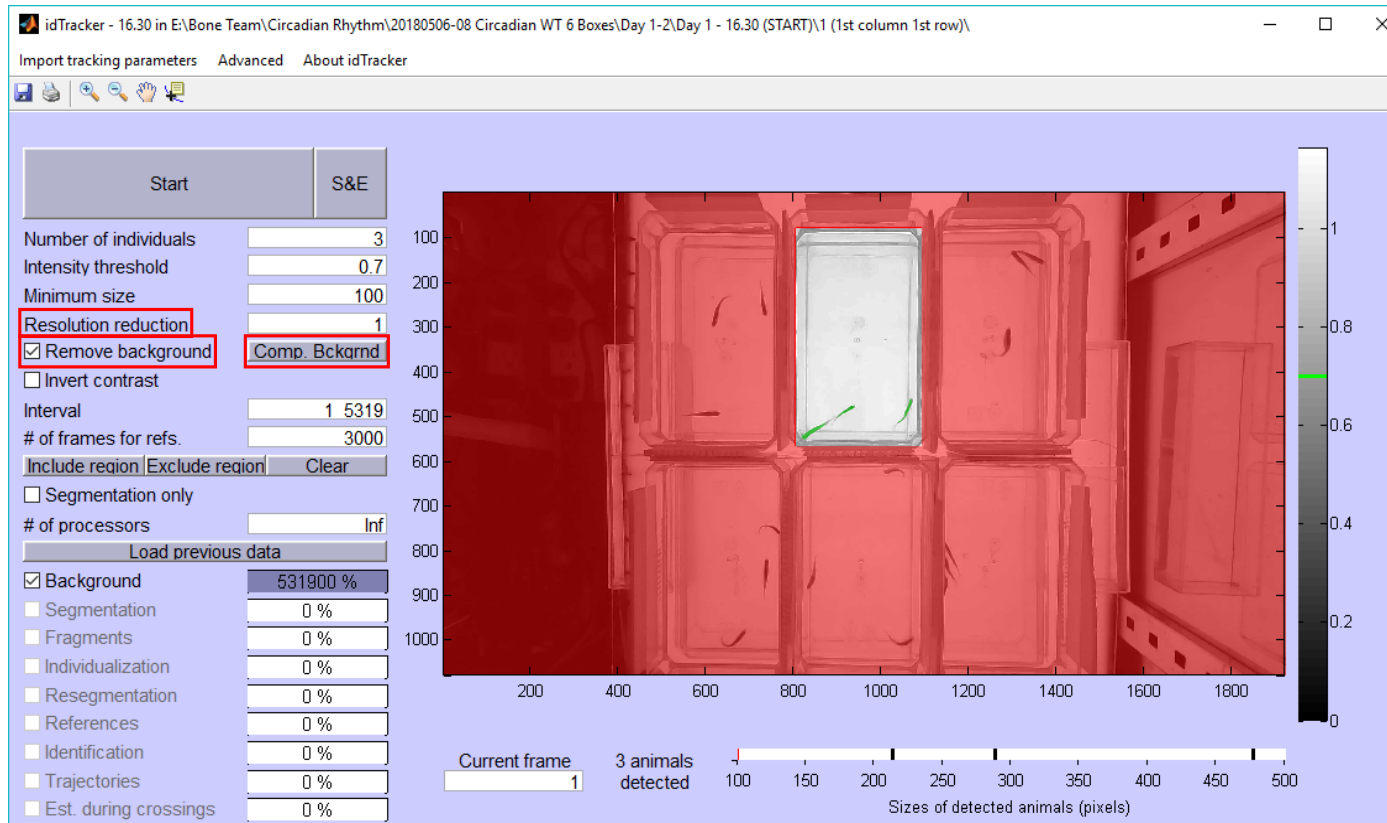 idTracker - 16.30 in E:\Bone Team\Circadian Rhythm\20180506-08 Circadian WT 6 Boxes\Day 1-2\Day 1 - 16.30 (START)\1 (1st column 1st row)\
Import tracking parameters Advanced About idTracker
Start S&E
Number of individuals 3
Intensity threshold 0.7
Minimum size 100
Resolution reduction 1
Remove background Comp. Bckgrnd
Invert contrast
Interval 1 5319
# of frames for refs. 3000
Include region Exclude region Clear
Segmentation only
# of processors Inf
Load previous data
Background 531900 %
Segmentation 0 %
Fragments 0 %
Individualization 0 %
Resegmentation 0 %
References 0 %
Identification 0 %
Trajectories 0 %
Est. during crossings 0 %
100
200
300
400
500
600
700
800
900
1000
200 400 600 800 1000 1200 1400 1600 1800
1
0.8
0.6
0.4
0.2
0
Current frame
1
3 animals
detected
100 150 200 250 300 350 400 450 500
Sizes of detected animals (pixels)